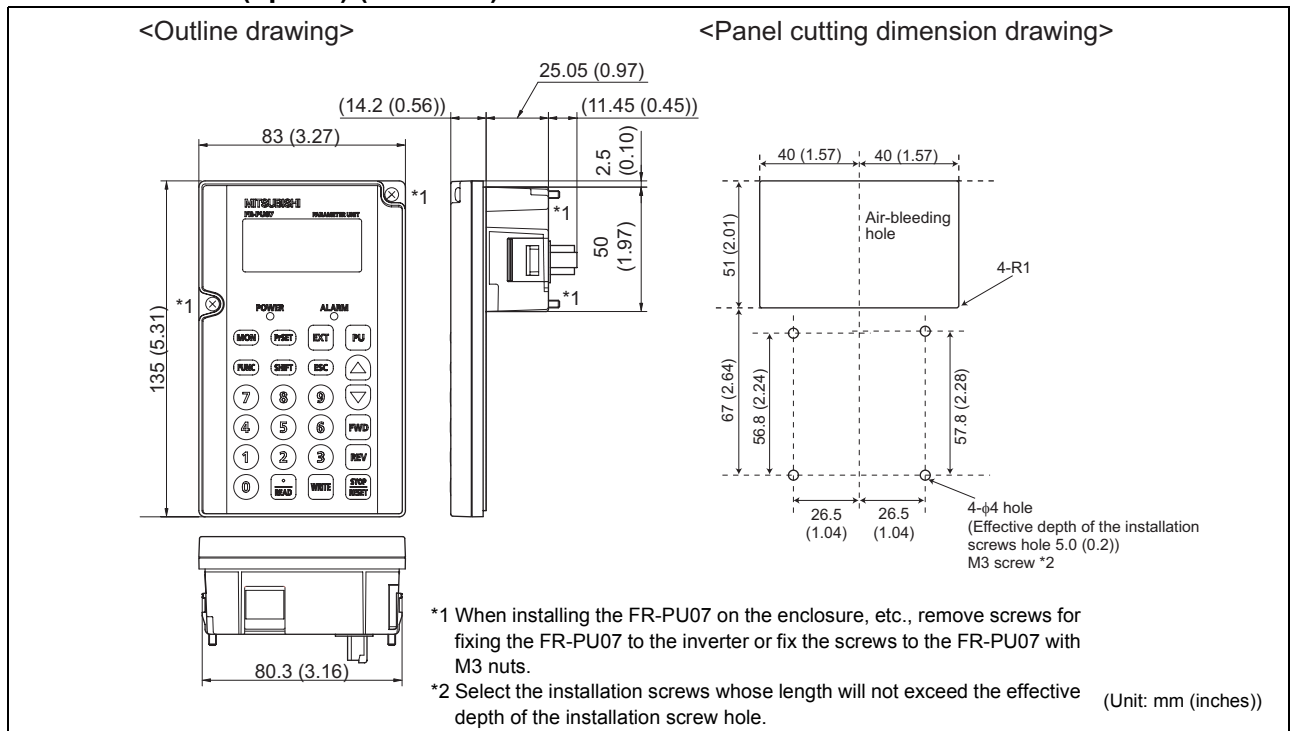 <Outline drawing>
<Panel cutting dimension drawing>
25.05 (0.97)
(14.2 (0.56))
(11.45 (0.45))
83 (3.27)
2.5
(0.10)
40 (1.57)
40 (1.57)
*1
MITSUBISHI
FR-PU07
PARAMETER UNIT
*1
50
(1.97)
51 (2.01)
Air-bleeding
hole
4-R1
*1
POWER
ALARM
*1
MON
PrSET
EXT
PU
FUNC
SHIFT
ESC
135 (5.31)
7
8
9
4
5
6
FWD
1
2
3
REV
0
READ
WRITE
STOP
RESET
67 (2.64)
56.8 (2.24)
57.8 (2.28)
26.5
(1.04)
26.5
(1.04)
4-ϕ4 hole
(Effective depth of the installation
screws hole 5.0 (0.2))
M3 screw *2
80.3 (3.16)
*1 When installing the FR-PU07 on the enclosure, etc., remove screws for
fixing the FR-PU07 to the inverter or fix the screws to the FR-PU07 with
M3 nuts.
*2 Select the installation screws whose length will not exceed the effective
depth of the installation screw hole.
(Unit: mm (inches))